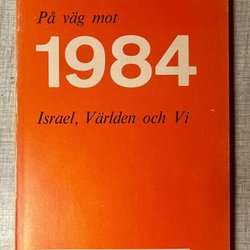 På väg mot
1984
Israel, Världen och Vi